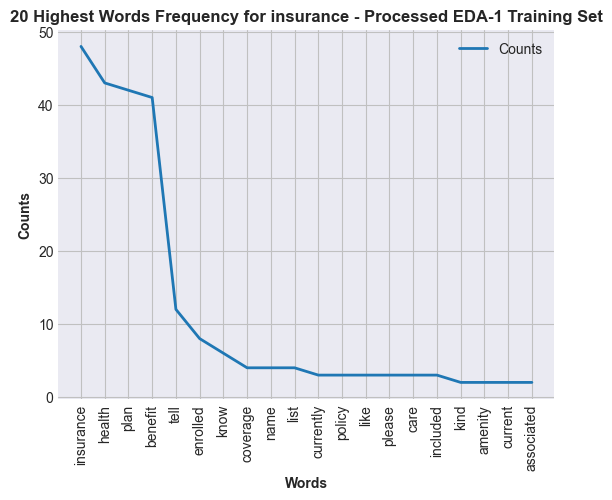 20 Highest Words Frequency for insurance - Processed EDA-1 Training Set
Counts
50
40
30
20
10
0
Counts
insurance
health
plan
benefit
tell
enrolled
know
coverage
name
list
currently
policy
like
please
care
included
kind
amenity
current
associated
Words